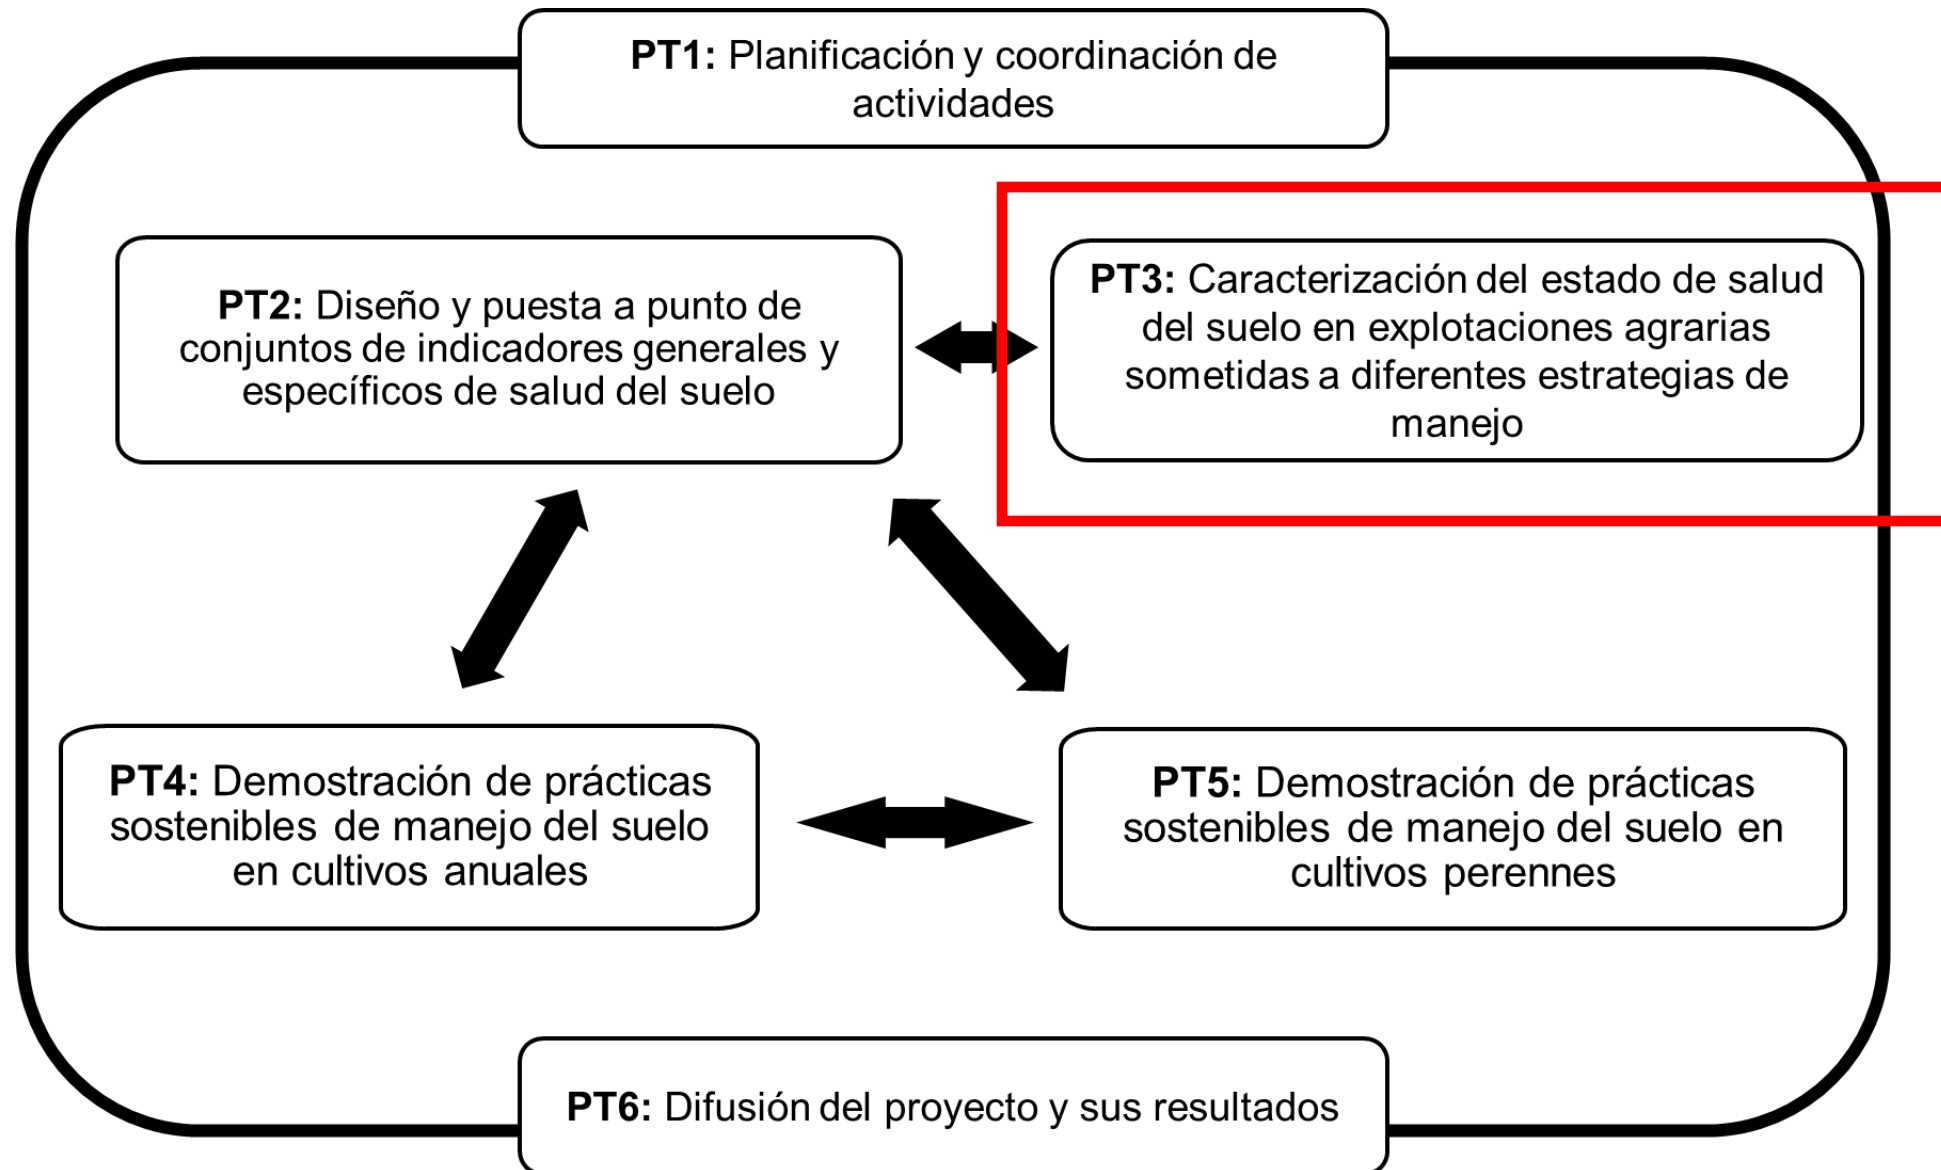 PT1: Planificación y coordinación de
actividades
PT2: Diseño y puesta a punto de
conjuntos de indicadores generales y
específicos de salud del suelo
PT3: Caracterización del estado de salud
del suelo en explotaciones agrarias
sometidas a diferentes estrategias de
manejo
PT4: Demostración de prácticas
sostenibles de manejo del suelo
en cultivos anuales
PT5: Demostración de prácticas
sostenibles de manejo del suelo en
cultivos perennes
PT6: Difusión del proyecto y sus resultados